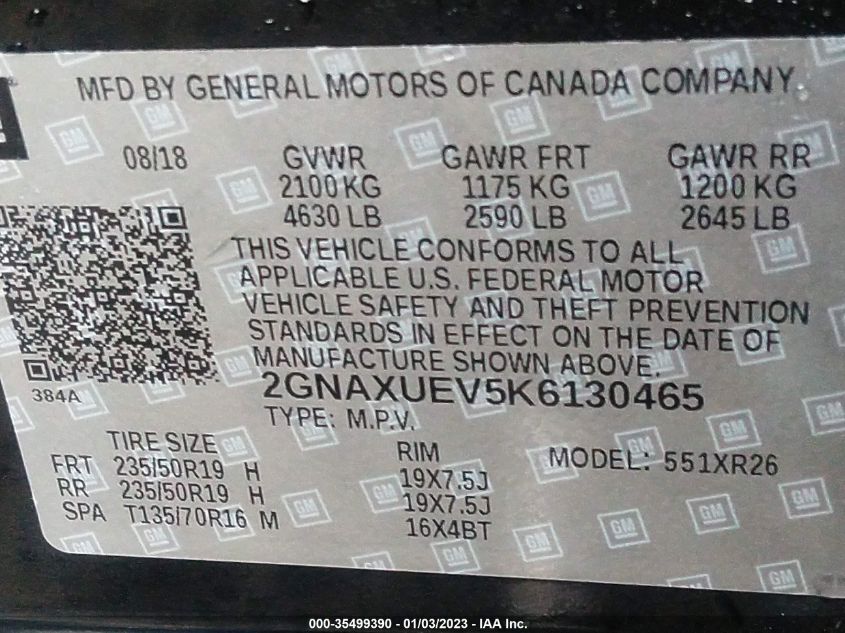 MFD BY GENERAL MOTORS OF CANADA COMPANY
08/18 GVWR GAWR FRT GAWR RR
2100 KG 1175 KG 1200 KG
4630 LB 2590 LB 2645 LB
THIS VEHICLE CONFORMS TO ALL
APPLICABLE U.S. FEDERAL MOTOR
VEHICLE SAFETY AND THEFT PREVENTION
STANDARDS IN EFFECT ON THE DATE OF
MANUFACTURE SHOWN ABOVE.
384A
2GNAXUEV5K6130465
TYPE: M.P.V.
TIRE SIZE RIM MODEL: 551XR26
FRT 235/50R19 H 19X7.5J
RR 235/50R19 H 19X7.5J
SPA T135/70R16 M 16X4BT
GM
000-35499390 - 01/03/2023 - IAA Inc.